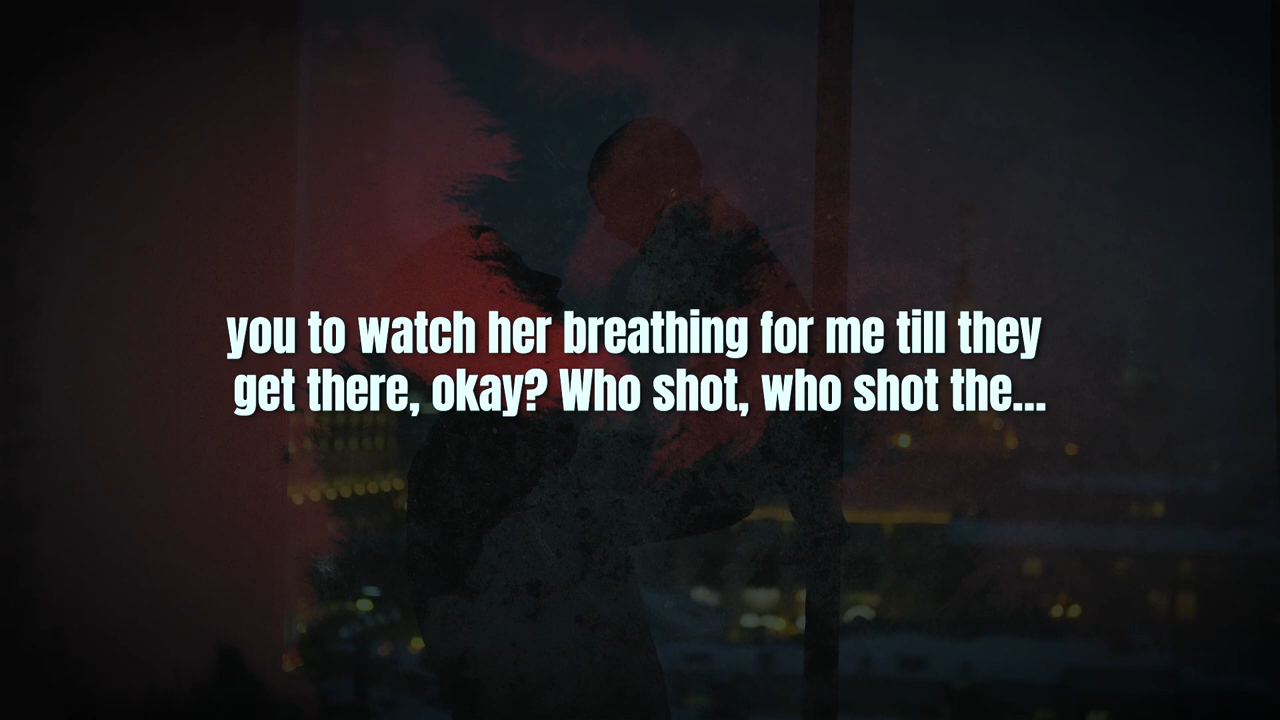 you to watch her breathing for me till they
get there, okay? Who shot, who shot the...